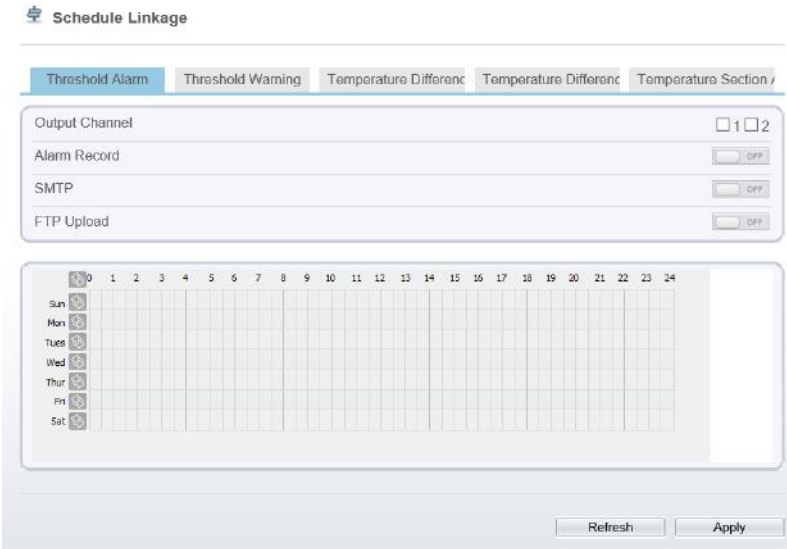 Schedule Linkage
Threshold Alarm Threshold Warning Temperature Differenc Temperature Differenc Temperature Section A
Output Channel 1 2
Alarm Record OFF
SMTP OFF
FTP Upload OFF
0 1 2 3 4 5 6 7 8 9 10 11 12 13 14 15 16 17 18 19 20 21 22 23 24
Sun
Mon
Tues
Wed
Thur
Fri
Sat
Refresh Apply